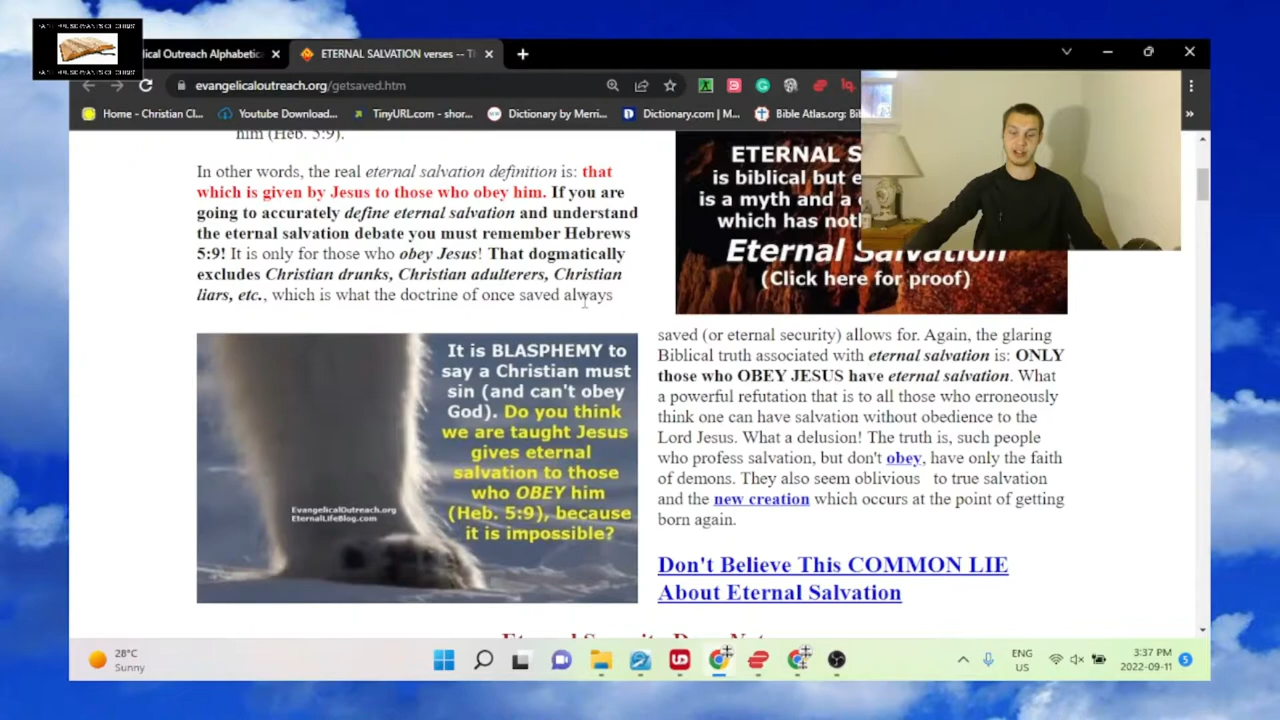 ical Outreach Alphabetic
ETERNAL SALVATION verses -- T
evangelicaloutreach.org/getsaved.htm
Home - Christian Cl...
Youtube Download...
TinyURL.com - shor...
Dictionary by Merri...
Dictionary.com | M...
Bible Atlas.org: Bi
»
him (Heb. 5:9).
In other words, the real eternal salvation definition is: that
which is given by Jesus to those who obey him. If you are
going to accurately define eternal salvation and understand
the eternal salvation debate you must remember Hebrews
5:9! It is only for those who obey Jesus! That dogmatically
excludes Christian drunks, Christian adulterers, Christian
liars, etc., which is what the doctrine of once saved always
It is BLASPHEMY to
say a Christian must
sin (and can't obey
God). Do you think
we are taught Jesus
gives eternal
salvation to those
who OBEY him
(Heb. 5:9), because
it is impossible?
EvangelicalOutreach.org
EternalLifeBlog.com
ETERNAL S
is biblical but e
is a myth and a
which has not
Eternal Salvation
(Click here for proof)
saved (or eternal security) allows for. Again, the glaring
Biblical truth associated with eternal salvation is: ONLY
those who OBEY JESUS have eternal salvation. What
a powerful refutation that is to all those who erroneously
think one can have salvation without obedience to the
Lord Jesus. What a delusion! The truth is, such people
who profess salvation, but don't obey, have only the faith
of demons. They also seem oblivious to true salvation
and the new creation which occurs at the point of getting
born again.
Don't Believe This COMMON LIE
About Eternal Salvation
28°C
Sunny
UD
ENG
US
3:37 PM
2022-09-11
5